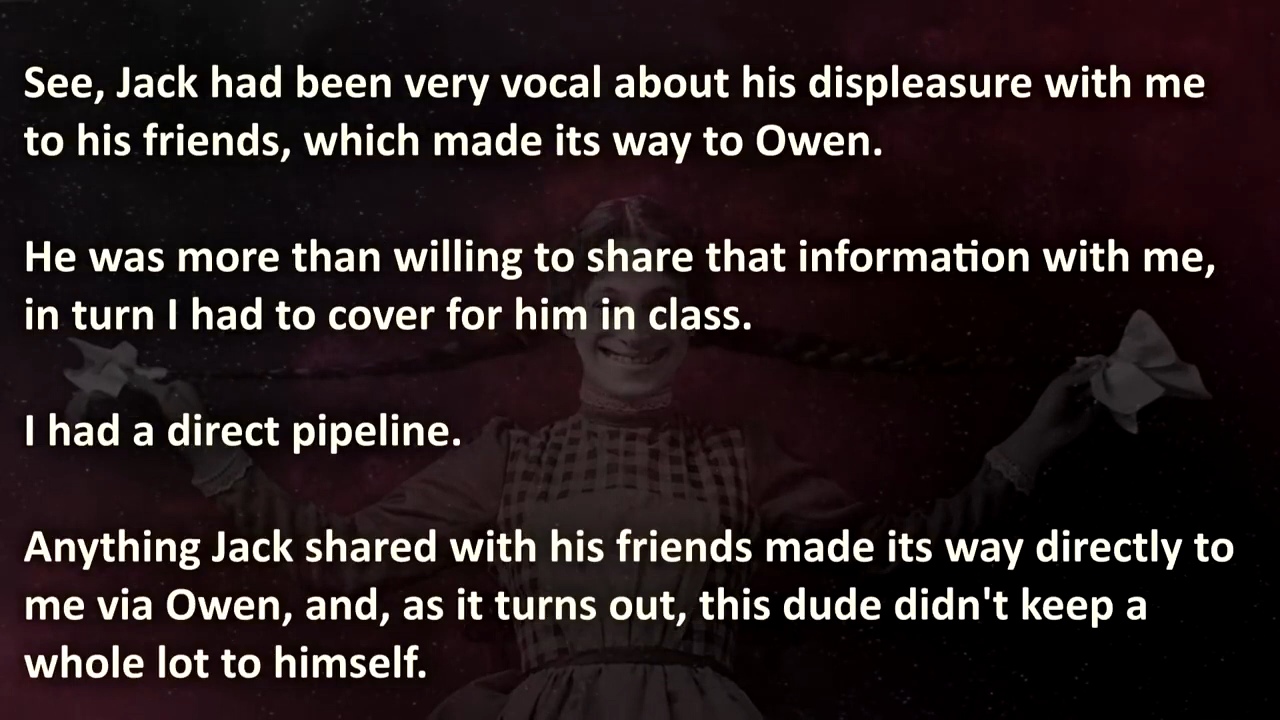 See, Jack had been very vocal about his displeasure with me
to his friends, which made its way to Owen.
He was more than willing to share that information with me,
in turn I had to cover for him in class.
I had a direct pipeline.
Anything Jack shared with his friends made its way directly to
me via Owen, and, as it turns out, this dude didn't keep a
whole lot to himself.